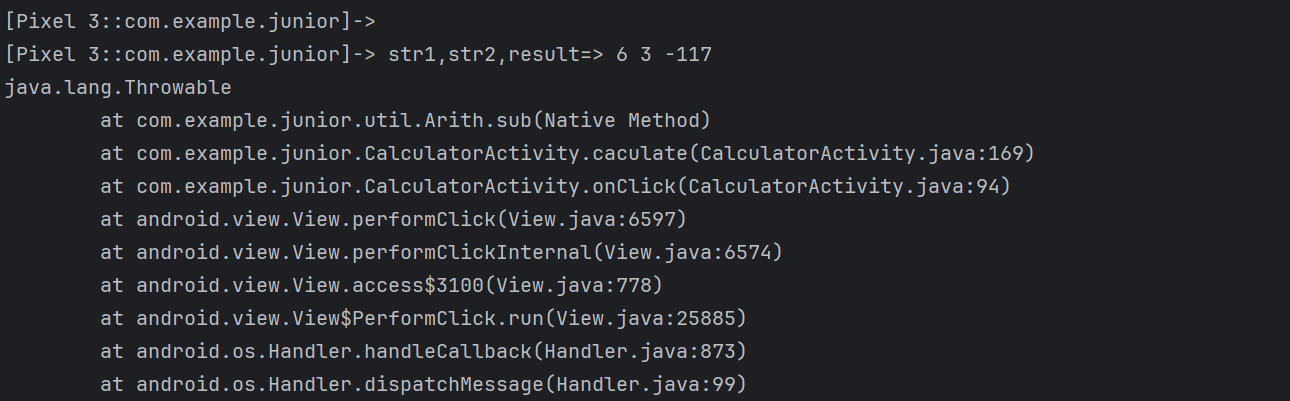 [Pixel 3::com.example.junior]->
[Pixel 3::com.example.junior]-> str1,str2,result=> 6 3 -117
java.lang.Throwable
        at com.example.junior.util.Arith.sub(Native Method)
        at com.example.junior.CalculatorActivity.caculate(CalculatorActivity.java:169)
        at com.example.junior.CalculatorActivity.onClick(CalculatorActivity.java:94)
        at android.view.View.performClick(View.java:6597)
        at android.view.View.performClickInternal(View.java:6574)
        at android.view.View.access$3100(View.java:778)
        at android.view.View$PerformClick.run(View.java:25885)
        at android.os.Handler.handleCallback(Handler.java:873)
        at android.os.Handler.dispatchMessage(Handler.java:99)